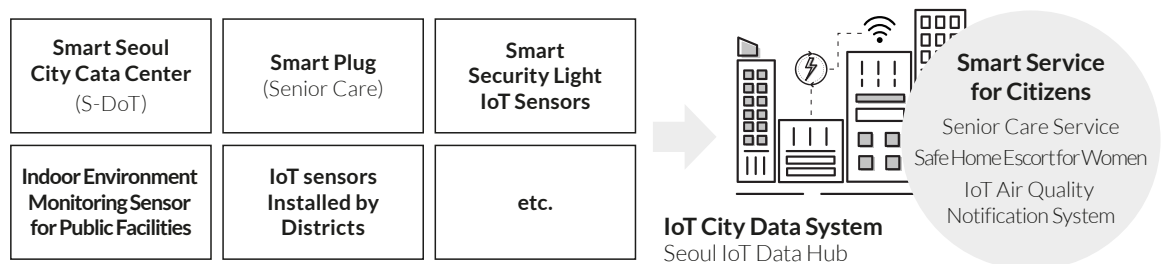 Smart Seoul
City Cata Center
(S-DoT)
Smart Plug
(Senior Care)
Smart
Security Light
IoT Sensors
Indoor Environment
Monitoring Sensor
for Public Facilities
IoT sensors
Installed by
Districts
etc.
IoT City Data System
Seoul IoT Data Hub
Smart Service
for Citizens
Senior Care Service
Safe Home Escort for Women
IoT Air Quality
Notification System